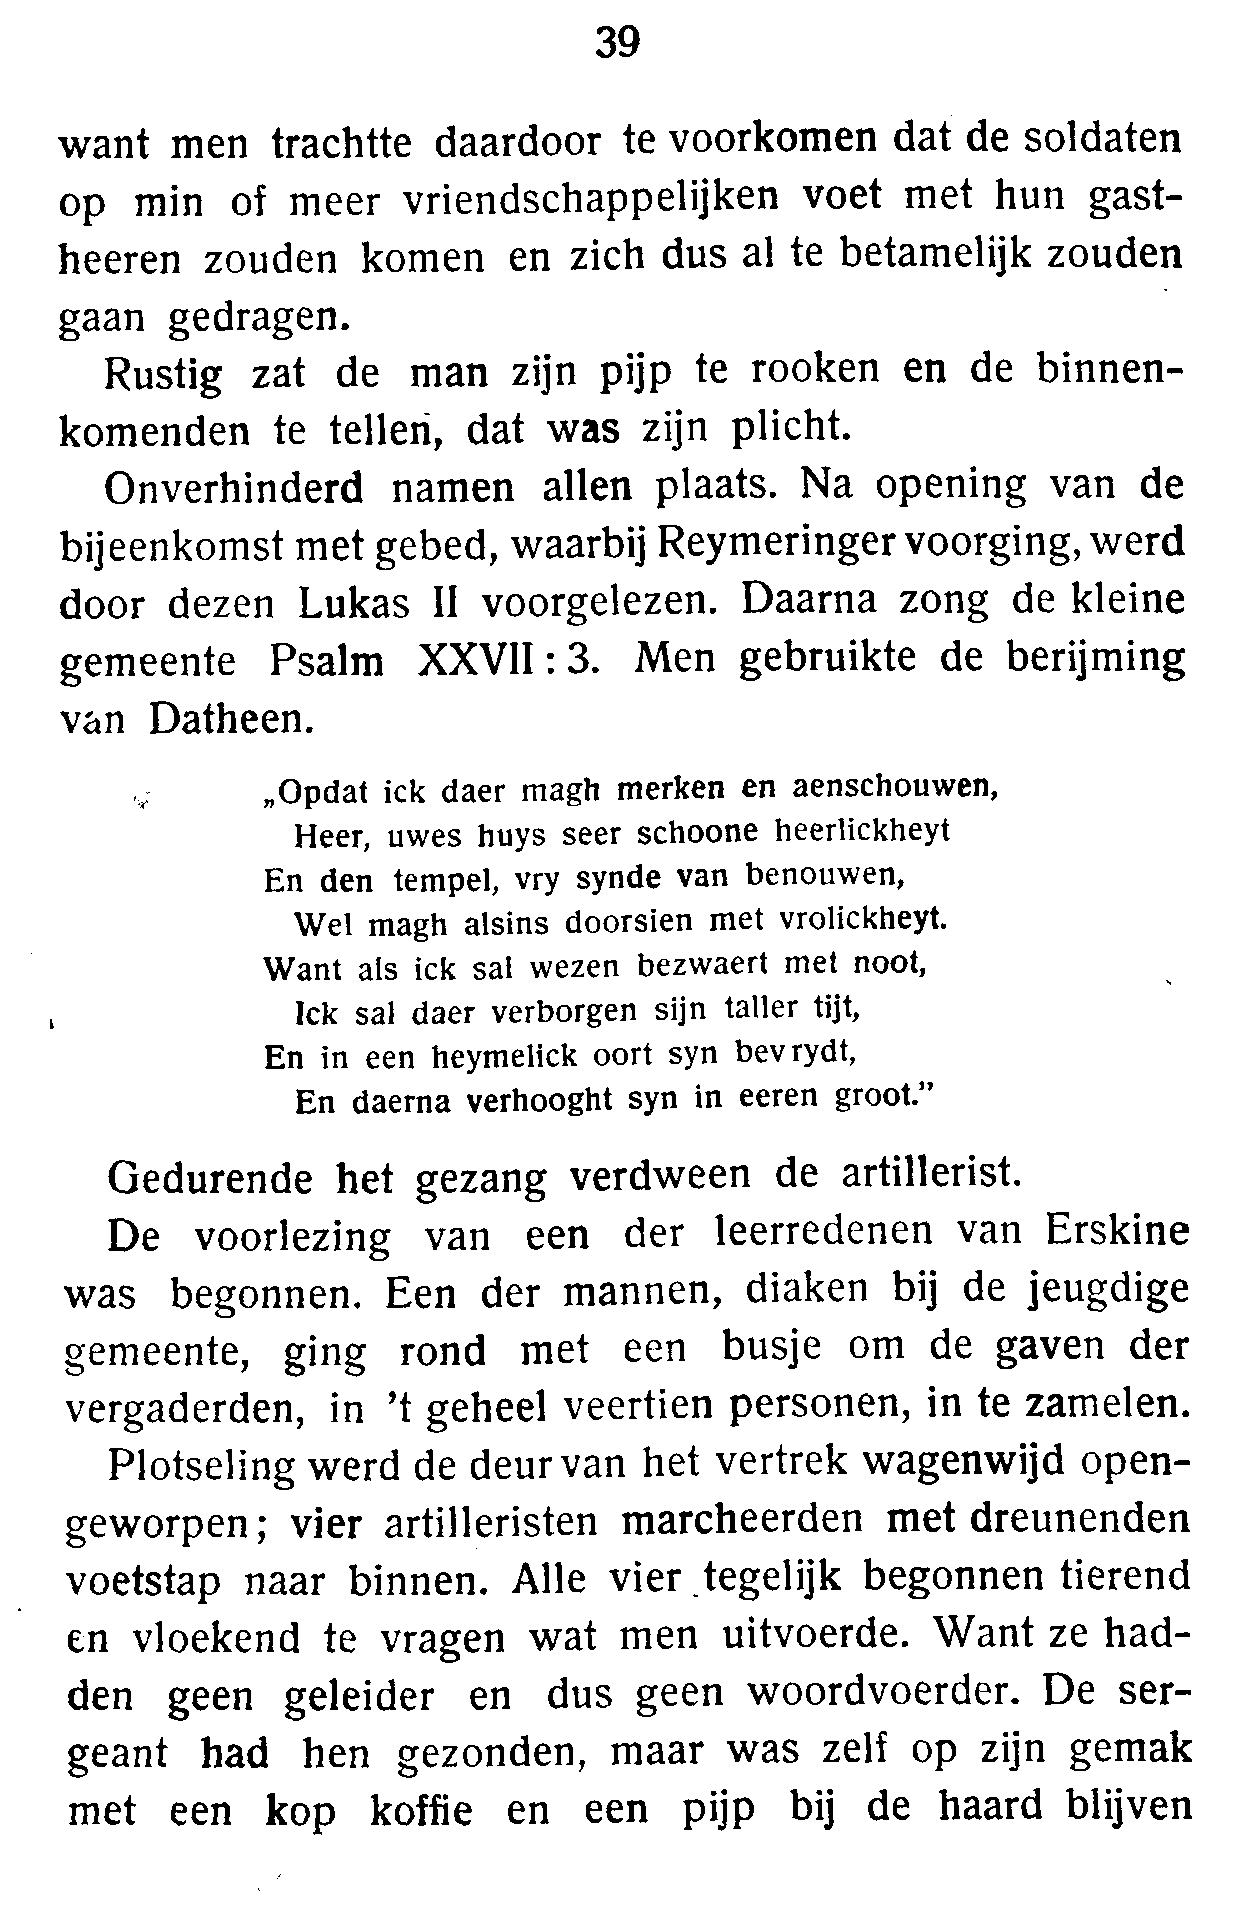 39
want men trachtte daardoor te voorkomen dat de soldaten
op min of meer vriendschappelijken voet met hun gast-
heeren zouden komen en zich dus al te betamelijk zouden
gaan gedragen.
Rustig zat de man zijn pijp te rooken en de binnen-
komenden te tellen, dat was zijn plicht.
Onverhinderd namen allen plaats. Na opening van de
bijeenkomst met gebed, waarbij Reymeringer voorging, werd
door dezen Lukas II voorgelezen. Daarna zong de kleine
gemeente Psalm XXVII : 3. Men gebruikte de berijming
van Datheen.
„Opdat ick daer magh merken en aenschouwen,
Heer, uwes huys seer schoone heerlickheyt
En den tempel, vry synde van benouwen,
Wel magh alsins doorsien met vrolickheyt.
Want als ick sal wezen bezwaert met noot,
Ick sal daer verborgen sijn taller tijt,
En in een heymelick oort syn bevrydt,
En daerna verhooght syn in eeren groot.”
Gedurende het gezang verdween de artillerist.
De voorlezing van een der leerredenen van Erskine
was begonnen. Een der mannen, diaken bij de jeugdige
gemeente, ging rond met een busje om de gaven der
vergaderden, in 't geheel veertien personen, in te zamelen.
Plotseling werd de deur van het vertrek wagenwijd open-
geworpen; vier artilleristen marcheerden met dreunenden
voetstap naar binnen. Alle vier tegelijk begonnen tierend
en vloekend te vragen wat men uitvoerde. Want ze had-
den geen geleider en dus geen woordvoerder. De ser-
geant had hen gezonden, maar was zelf op zijn gemak
met een kop koffie en een pijp bij de haard blijven